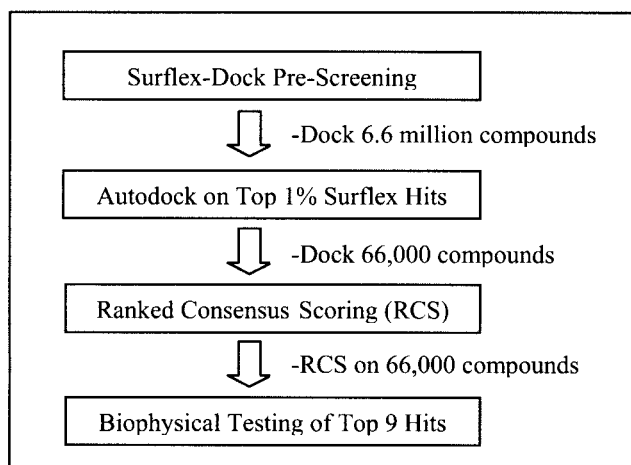 Surflex-Dock Pre-Screening
-Dock 6.6 million compounds
Autodock on Top 1% Surflex Hits
-Dock 66,000 compounds
Ranked Consensus Scoring (RCS)
-RCS on 66,000 compounds
Biophysical Testing of Top 9 Hits